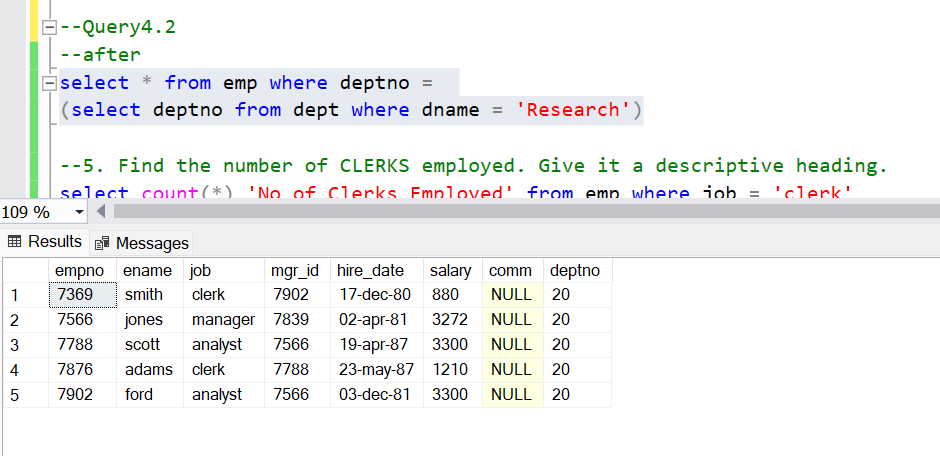 --Query4.2
--after
select * from emp where deptno =
(select deptno from dept where dname = 'Research')
--5. Find the number of CLERKS employed. Give it a descriptive heading.
select count(*) 'No of Clerks Employed' from emp where job = 'clerk'
109 %
Results Messages
empno ename job mgr_id hire_date salary comm deptno
1 7369 smith clerk 7902 17-dec-80 880 NULL 20
2 7566 jones manager 7839 02-apr-81 3272 NULL 20
3 7788 scott analyst 7566 19-apr-87 3300 NULL 20
4 7876 adams clerk 7788 23-may-87 1210 NULL 20
5 7902 ford analyst 7566 03-dec-81 3300 NULL 20